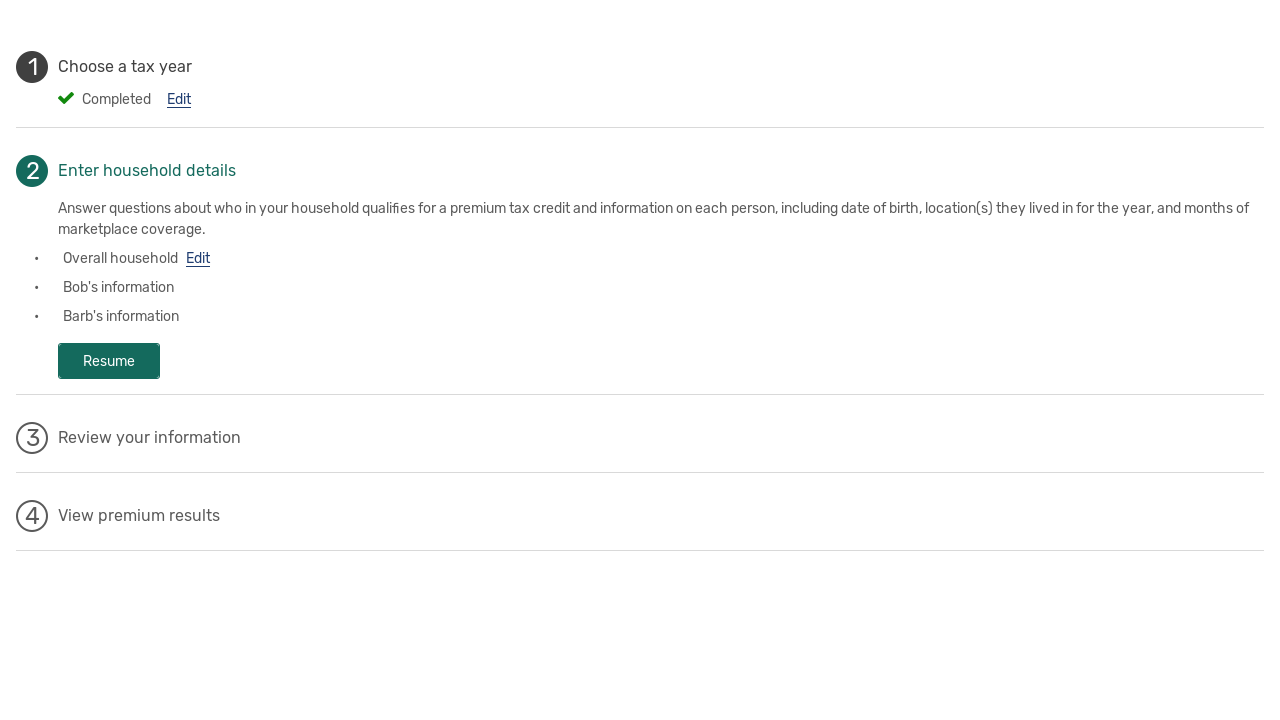 1 Choose a tax year
Completed Edit
2 Enter household details
Answer questions about who in your household qualifies for a premium tax credit and information on each person, including date of birth, location(s) they lived in for the year, and months of
marketplace coverage.
• Overall household Edit
• Bob's information
• Barb's information
Resume
3 Review your information
4 View premium results